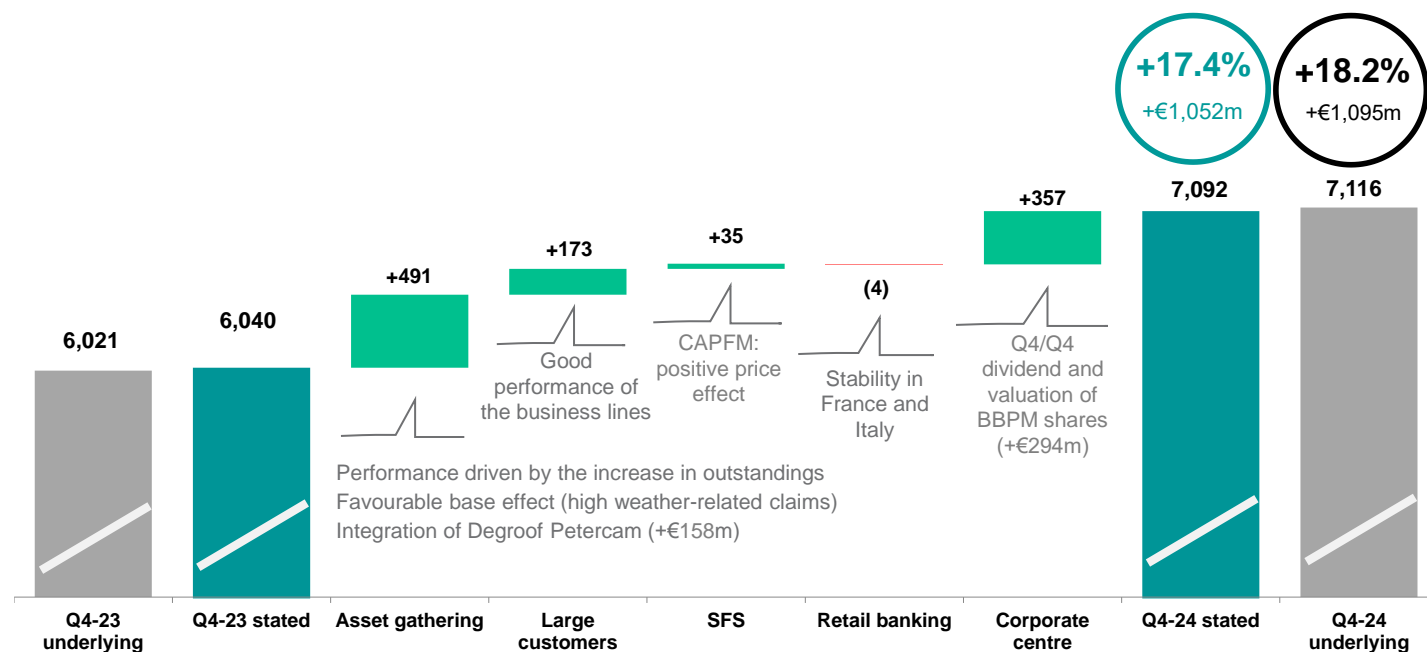 +17.4%
+€1,052m
+18.2%
+€1,095m
6,021
6,040
+491
+173
+35
(4)
+357
7,092
7,116
Performance driven by the increase in outstandings
Favourable base effect (high weather-related claims)
Integration of Degroof Petercam (+€158m)
Good
performance of
the business lines
CAPFM:
positive price
effect
Stability in
France and
Italy
Q4/Q4
dividend and
valuation of
BBPM shares
(+€294m)
Q4-23
underlying
Q4-23 stated
Asset gathering
Large
customers
SFS
Retail banking
Corporate
centre
Q4-24 stated
Q4-24
underlying